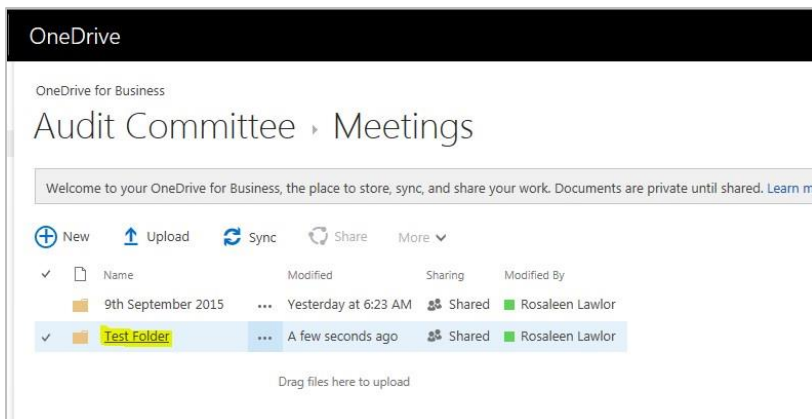 OneDrive
OneDrive for Business
Audit Committee Meetings
Welcome to your OneDrive for Business, the place to store, sync, and share your work. Documents are private until shared. Learn m
New Upload Sync Share More
Name Modified Sharing Modified By
9th September 2015 ... Yesterday at 6:23 AM Shared Rosaleen Lawlor
Test Folder ... A few seconds ago Shared Rosaleen Lawlor
Drag files here to upload